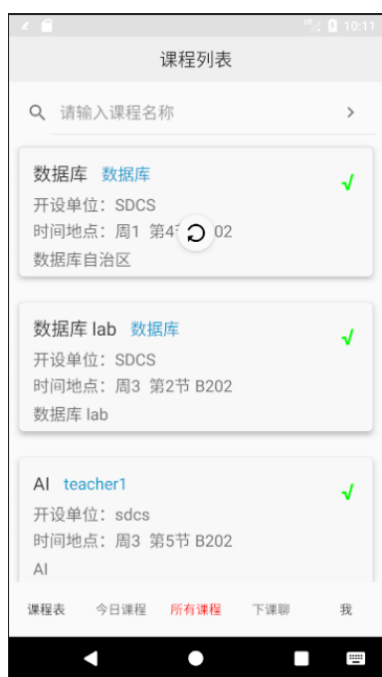 10:11
课程列表
请输入课程名称
数据库 数据库
开设单位：SDCS
时间地点：周1 第4 02
数据库自治区
数据库 lab 数据库
开设单位：SDCS
时间地点：周3 第2节 B202
数据库 lab
AI teacher1
开设单位：sdcs
时间地点：周3 第5节 B202
AI
课程表 今日课程 所有课程 下课聊 我